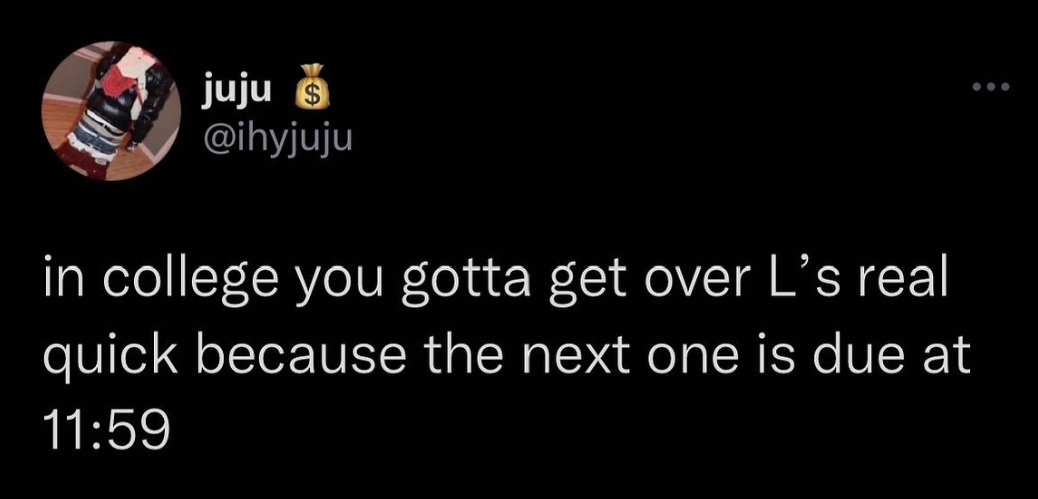 juju 💰
@ihyjuju
in college you gotta get over L’s real
quick because the next one is due at
11:59